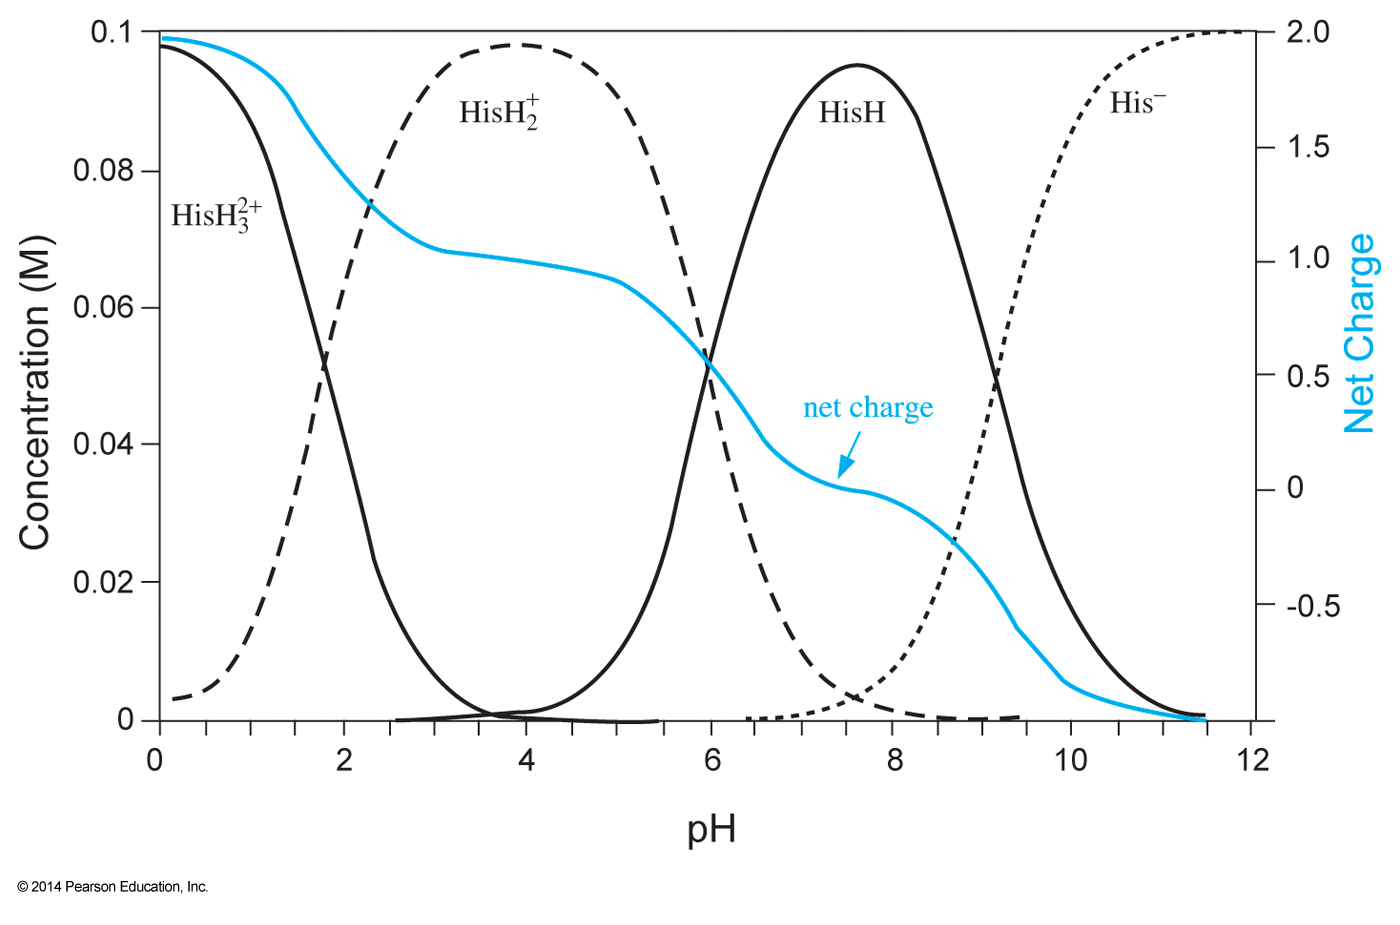 0.1
0.08
0.06
0.04
0.02
0
Concentration (M)
HisH₃²⁺
HisH₂⁺
HisH
His⁻
net charge
2.0
1.5
1.0
0.5
0
-0.5
Net Charge
0 2 4 6 8 10 12
pH
© 2014 Pearson Education, Inc.